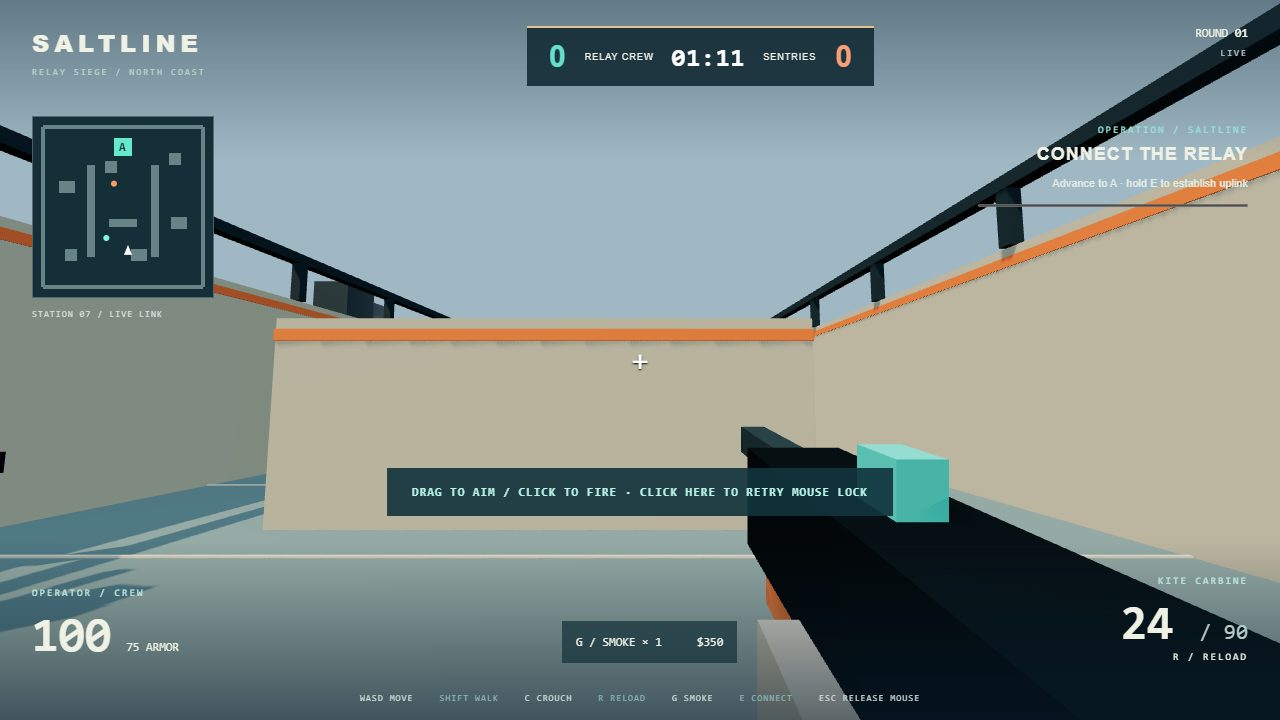 SALTLINE
RELAY SIEGE / NORTH COAST
0 RELAY CREW 01:11 SENTRIES 0
ROUND 01
LIVE
A
OPERATION / SALTLINE
CONNECT THE RELAY
Advance to A · hold E to establish uplink
STATION 07 / LIVE LINK
DRAG TO AIM / CLICK TO FIRE - CLICK HERE TO RETRY MOUSE LOCK
OPERATOR / CREW
100 75 ARMOR
G / SMOKE × 1 $350
KITE CARBINE
24 / 90
R / RELOAD
WASD MOVE SHIFT WALK C CROUCH R RELOAD G SMOKE E CONNECT ESC RELEASE MOUSE